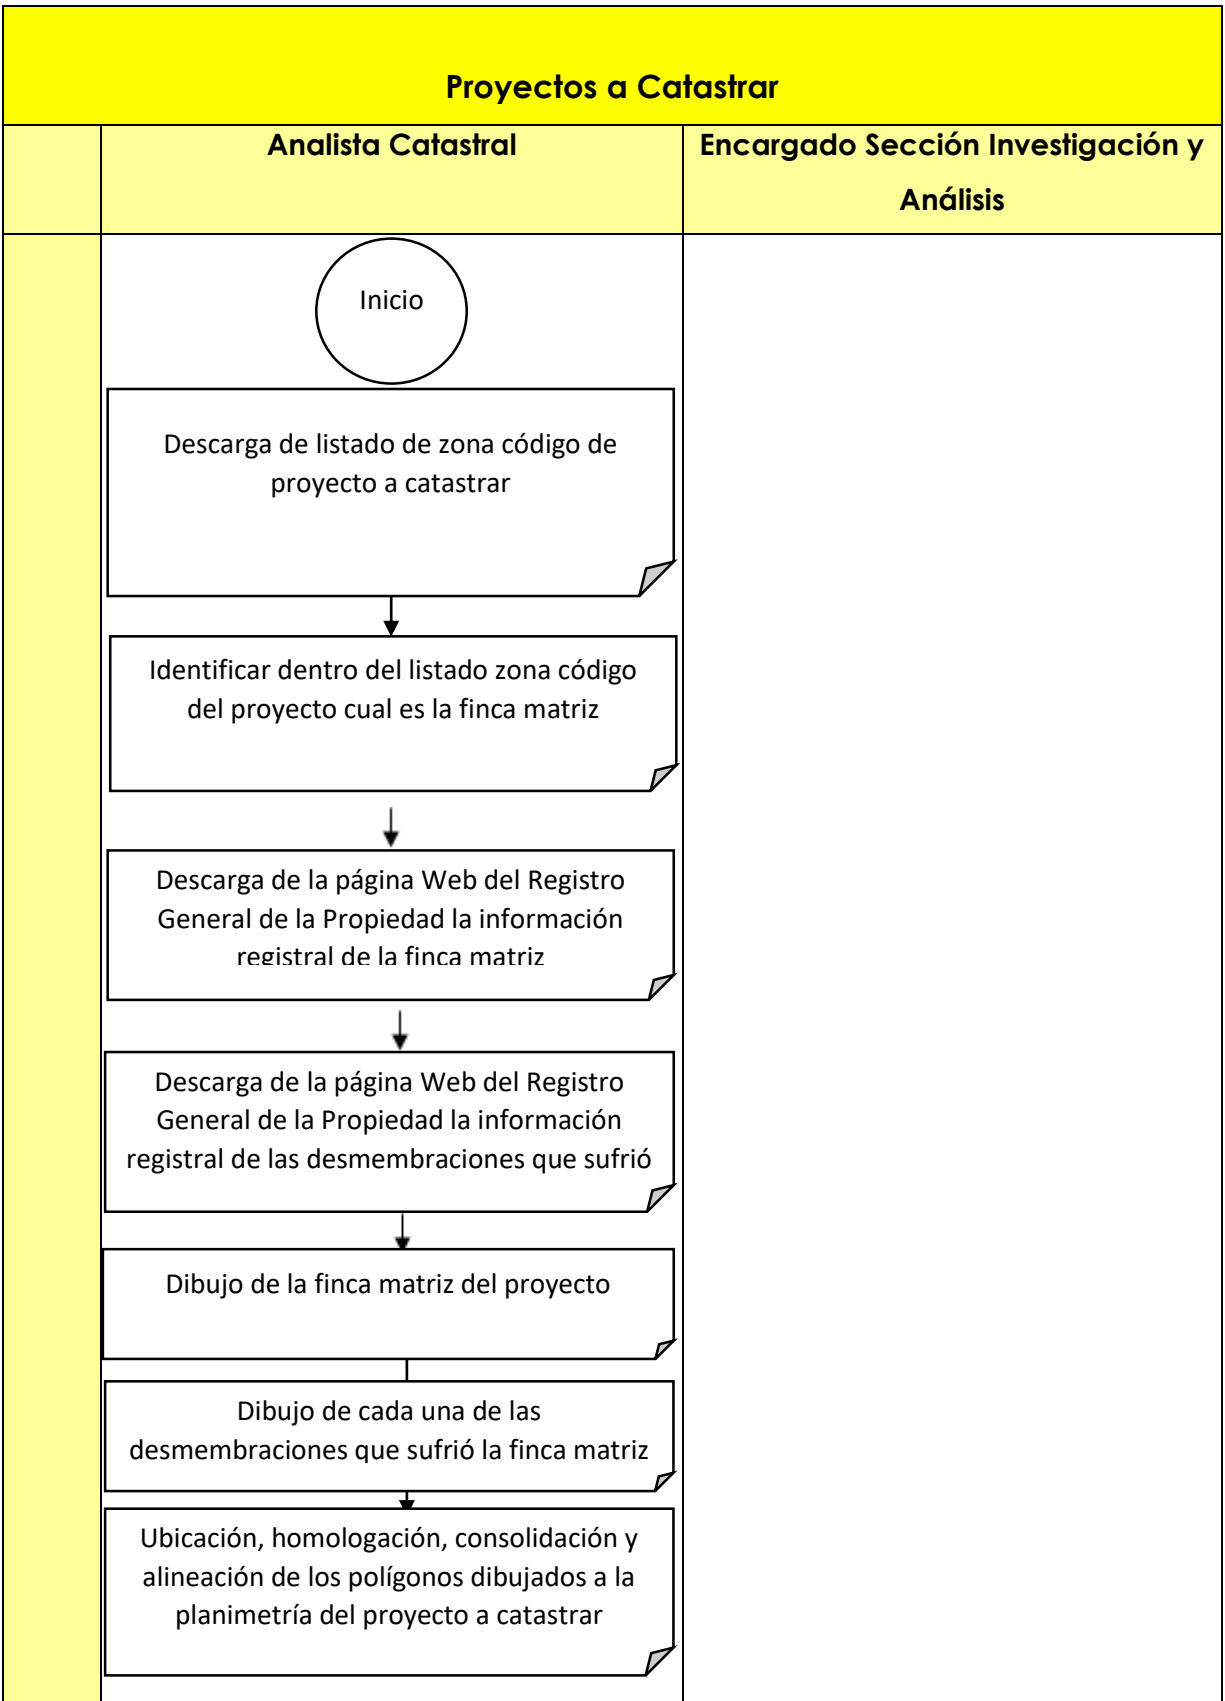 Proyectos a Catastrar
Analista Catastral
Encargado Sección Investigación y
Análisis
Inicio
Descarga de listado de zona código de
proyecto a catastrar
Identificar dentro del listado zona código
del proyecto cual es la finca matriz
Descarga de la página Web del Registro
General de la Propiedad la información
registral de la finca matriz
Descarga de la página Web del Registro
General de la Propiedad la información
registral de las desmembraciones que sufrió
Dibujo de la finca matriz del proyecto
Dibujo de cada una de las
desmembraciones que sufrió la finca matriz
Ubicación, homologación, consolidación y
alineación de los polígonos dibujados a la
planimetría del proyecto a catastrar